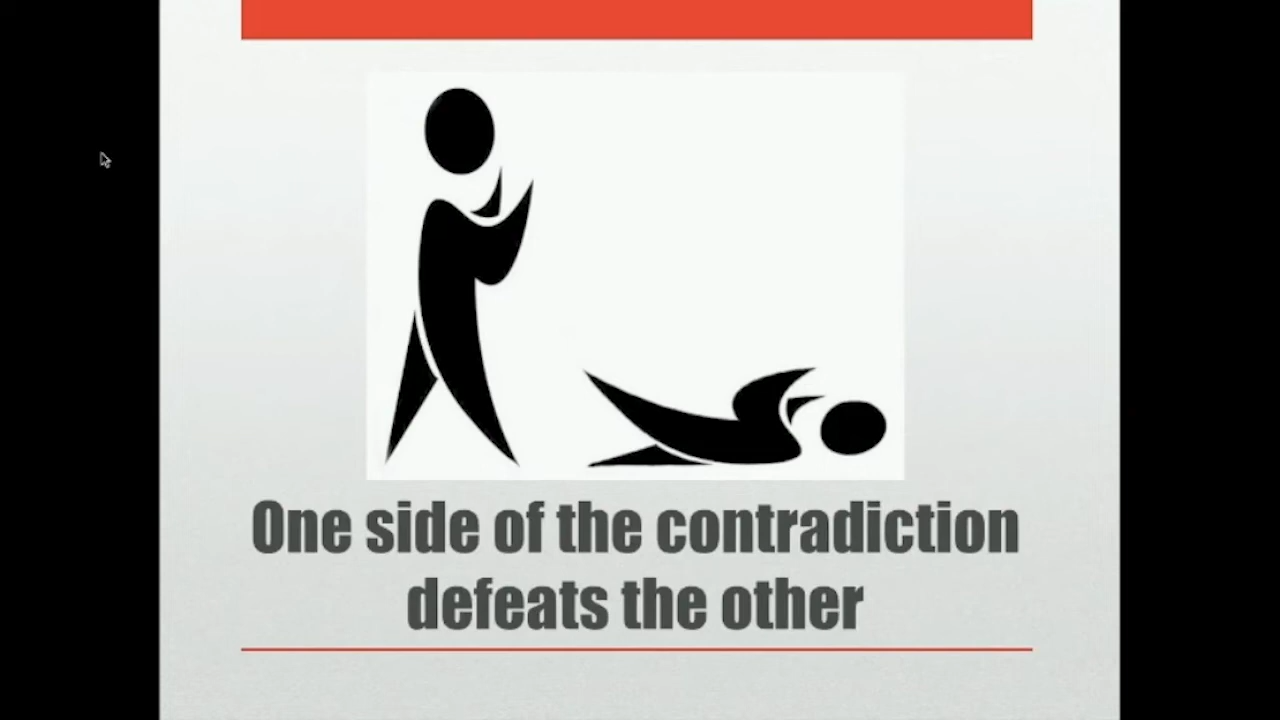 One side of the contradiction
defeats the other